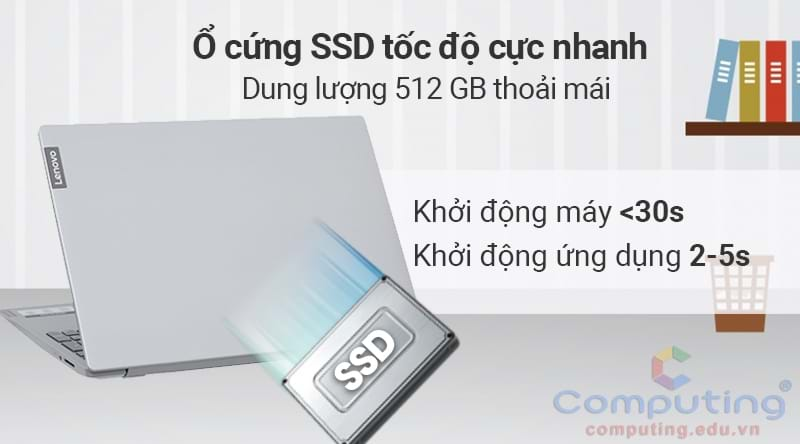 Ổ cứng SSD tốc độ cực nhanh
Dung lượng 512 GB thoải mái
Lenovo
Khởi động máy <30s
Khởi động ứng dụng 2-5s
SSD
Computing
computing.edu.vn